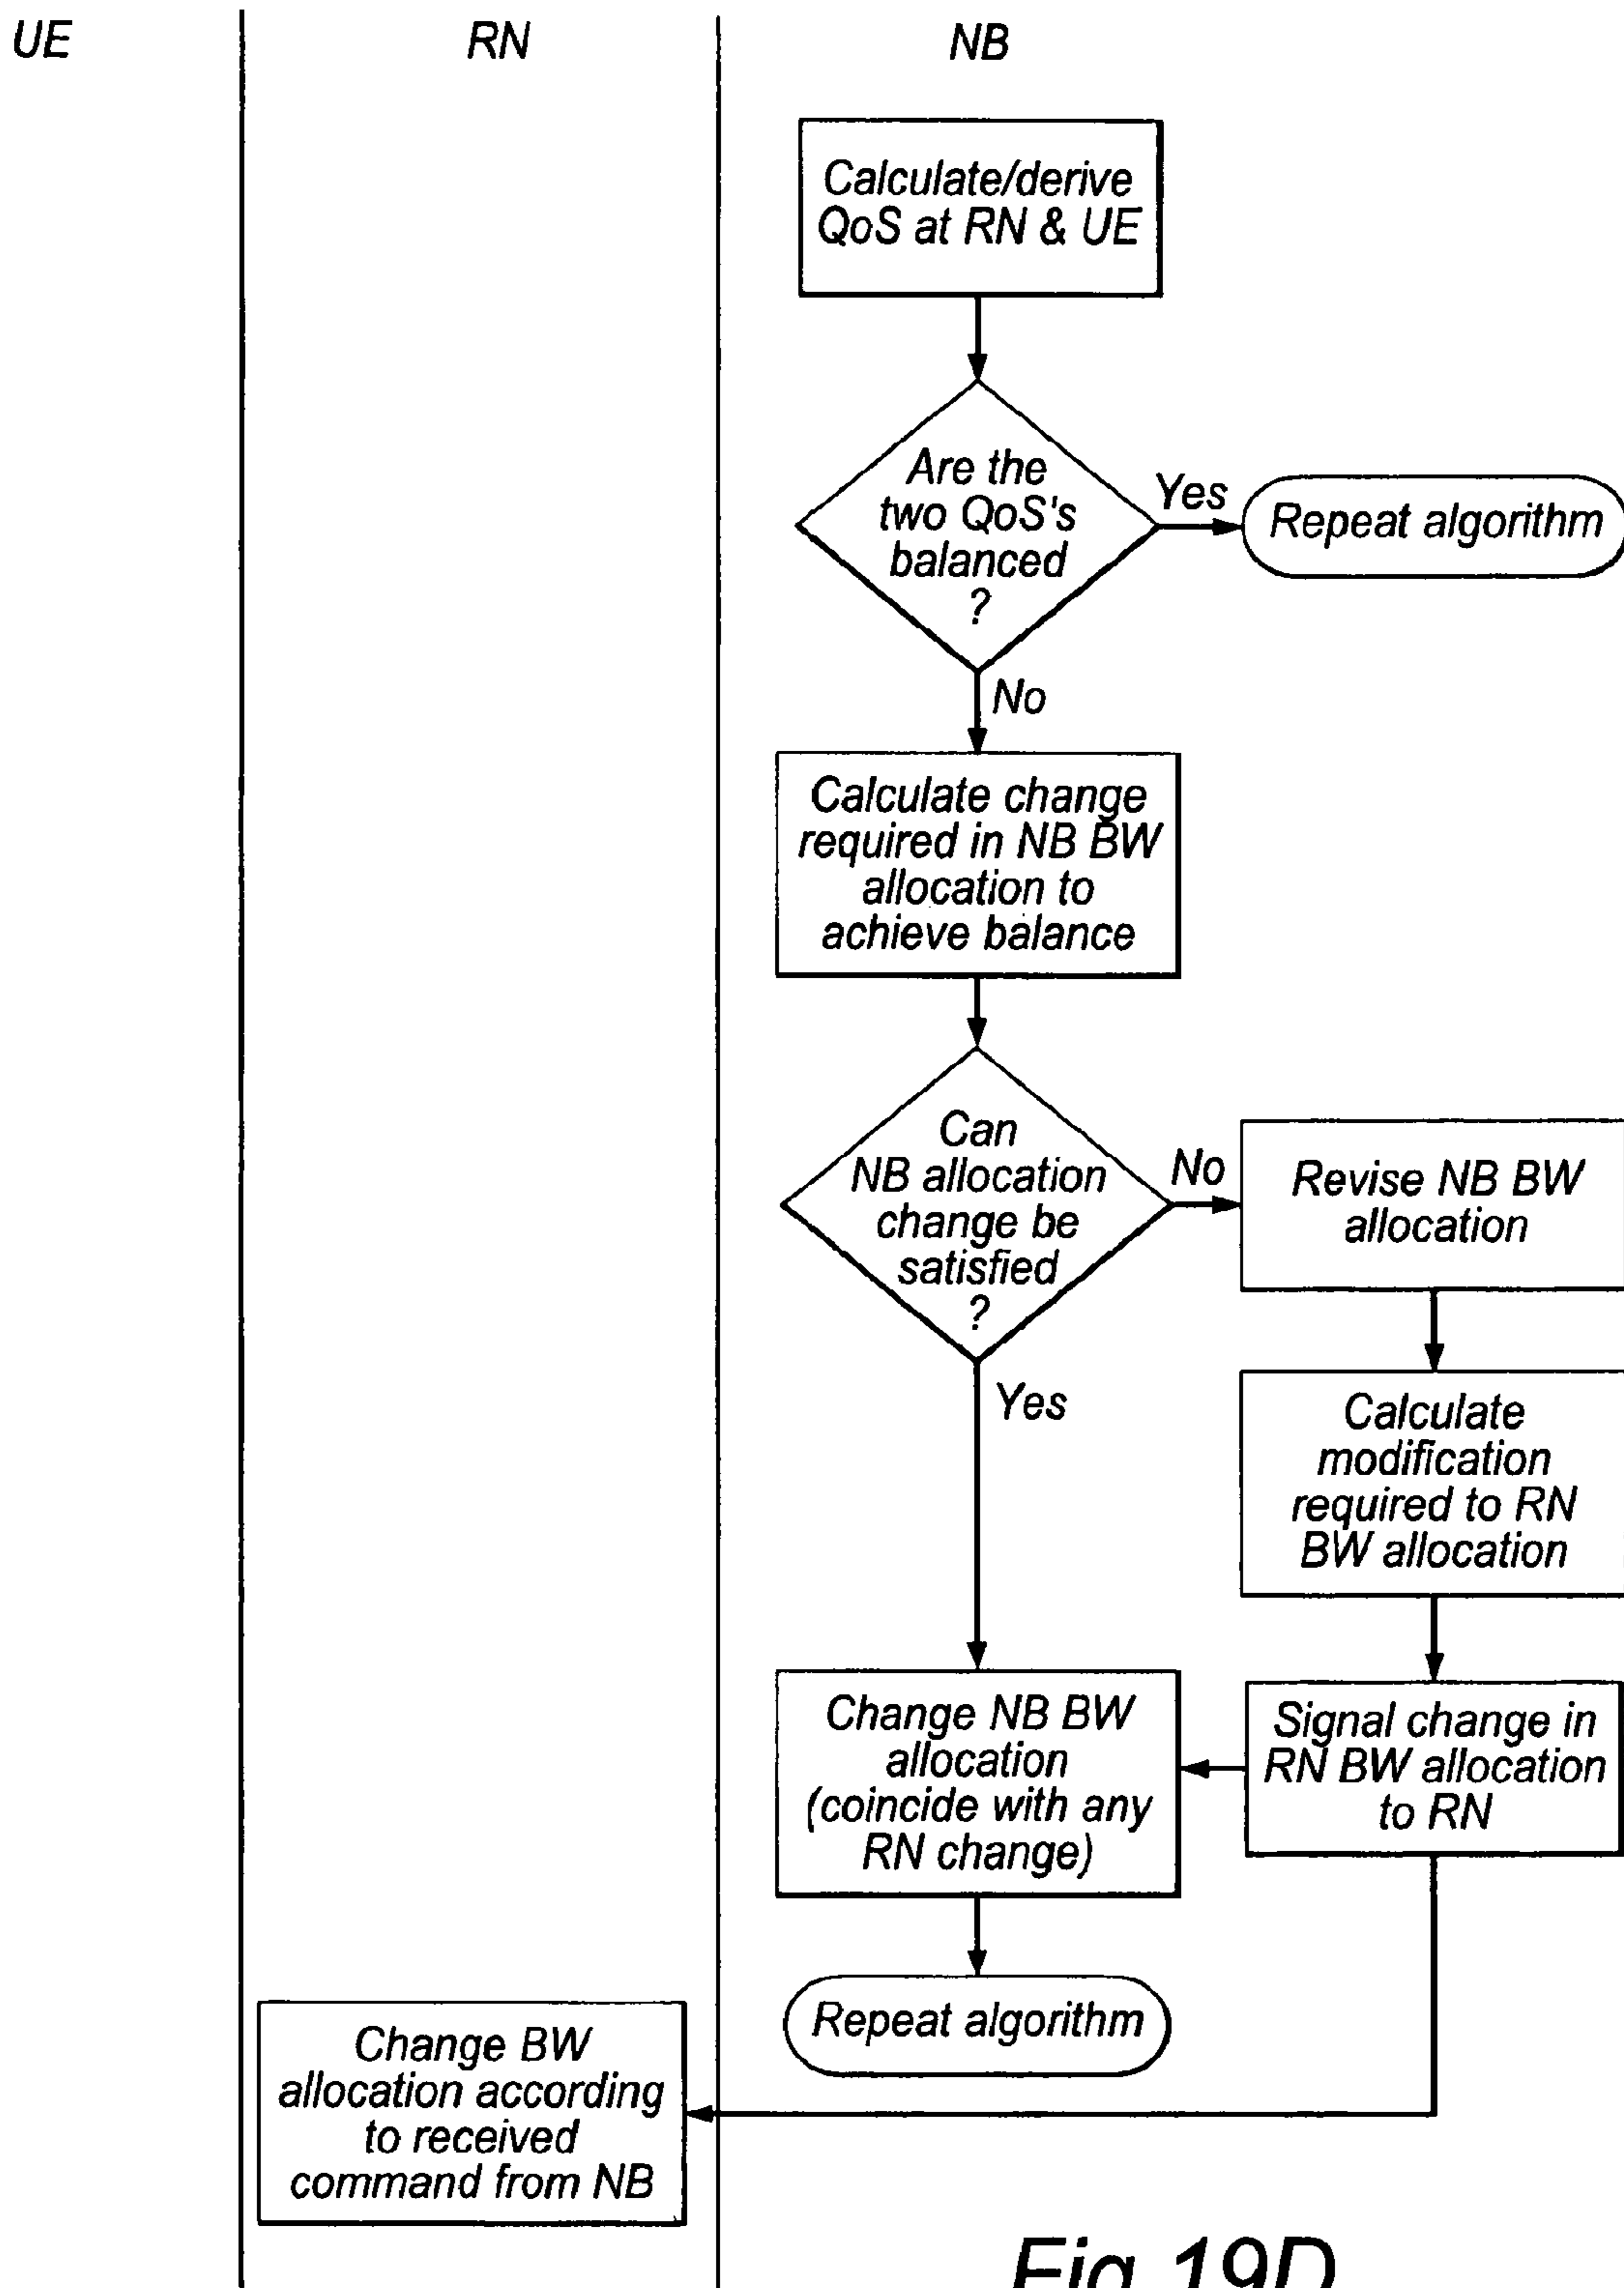 UE
RN
NB
Calculate/derive
QoS at RN & UE
Are the
two QoS's
balanced
?
Yes
Repeat algorithm
No
Calculate change
required in NB BW
allocation to
achieve balance
Can
NB allocation
change be
satisfied
?
No
Revise NB BW
allocation
Yes
Calculate
modification
required to RN
BW allocation
Change NB BW
allocation
(coincide with any
RN change)
Signal change in
RN BW allocation
to RN
Repeat algorithm
Change BW
allocation according
to received
command from NB
Fig.19D